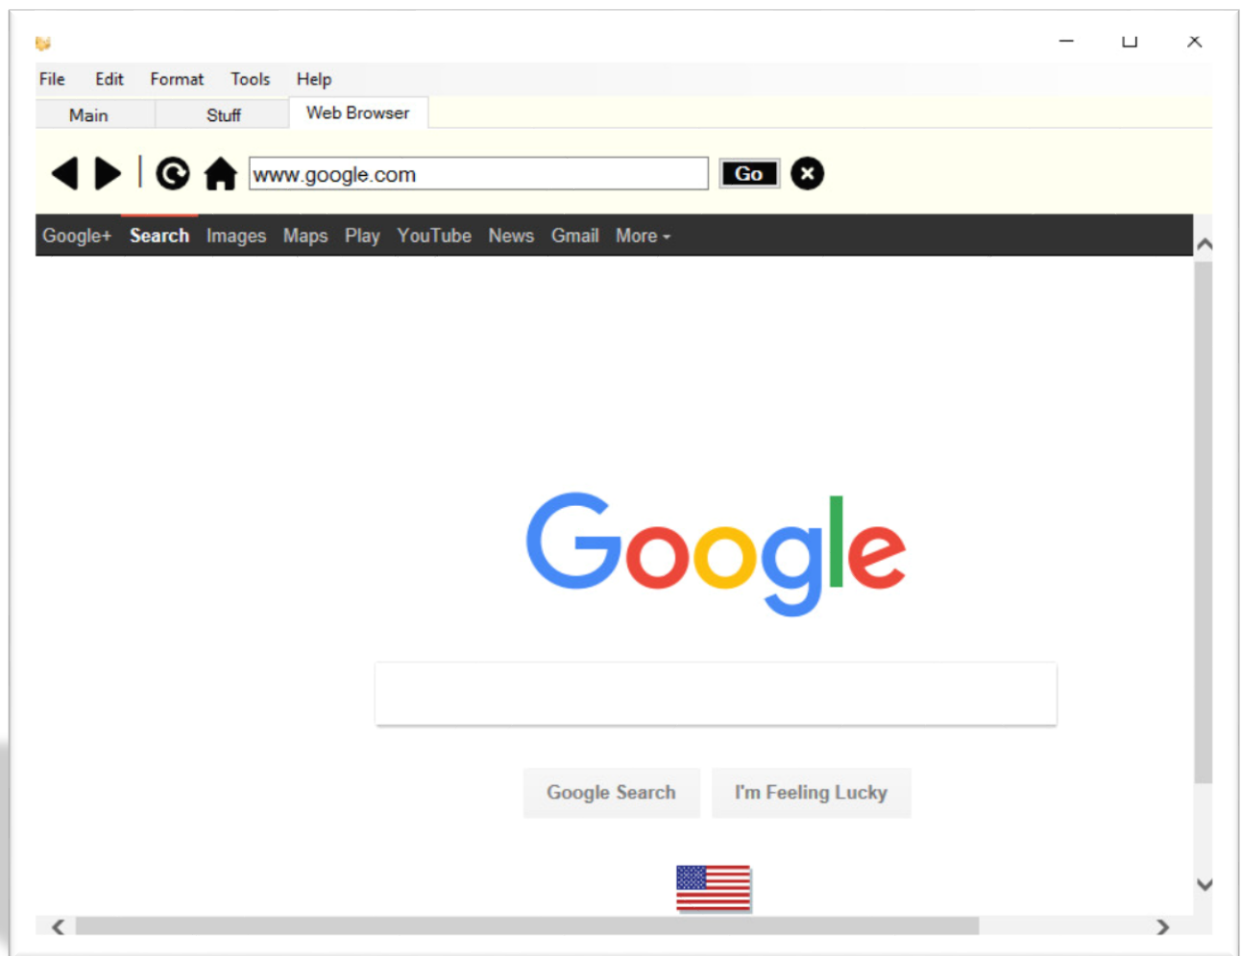 File Edit Format Tools Help
Main Stuff Web Browser
www.google.com Go
Google+ Search Images Maps Play YouTube News Gmail More
Google
Google Search I'm Feeling Lucky